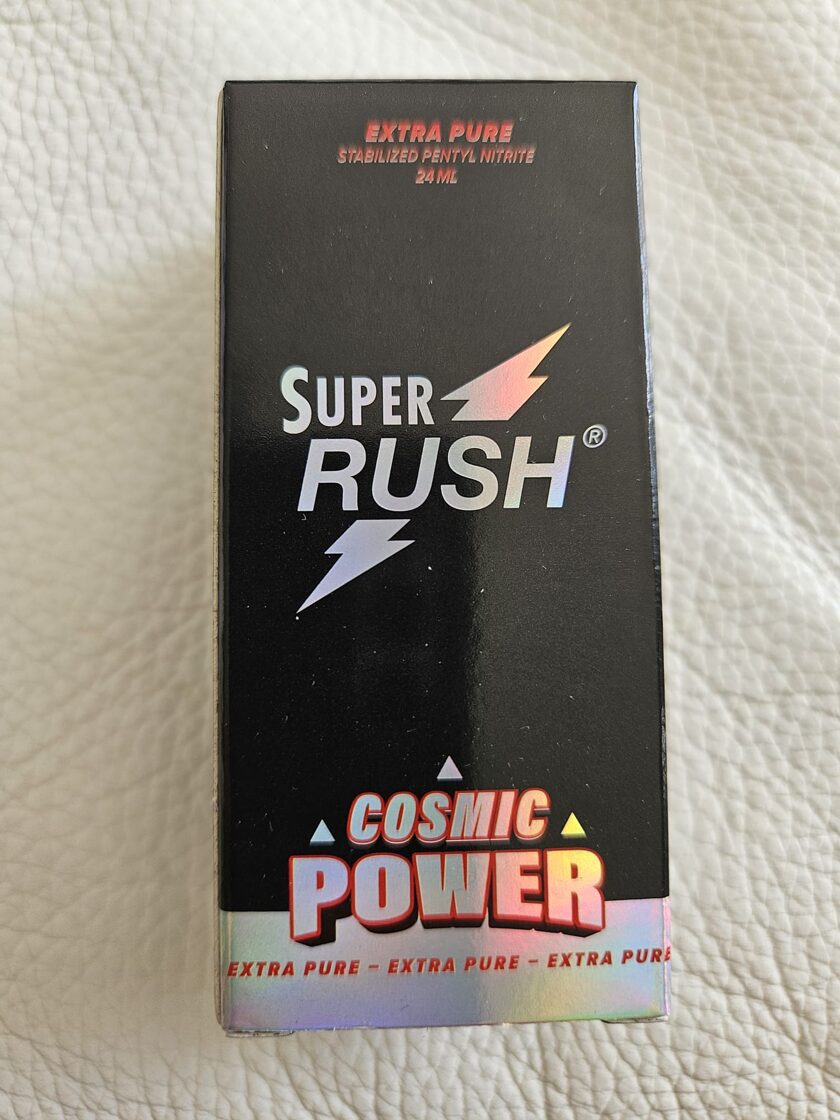 EXTRA PURE
STABILIZED PENTYL NITRITE
24 ML
SUPER
RUSH®
COSMIC
POWER
EXTRA PURE – EXTRA PURE – EXTRA PURE